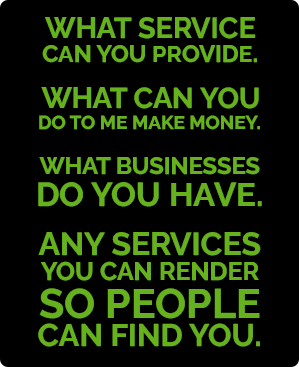 WHAT SERVICE
CAN YOU PROVIDE.
WHAT CAN YOU
DO TO ME MAKE MONEY.
WHAT BUSINESSES
DO YOU HAVE.
ANY SERVICES
YOU CAN RENDER
SO PEOPLE
CAN FIND YOU.